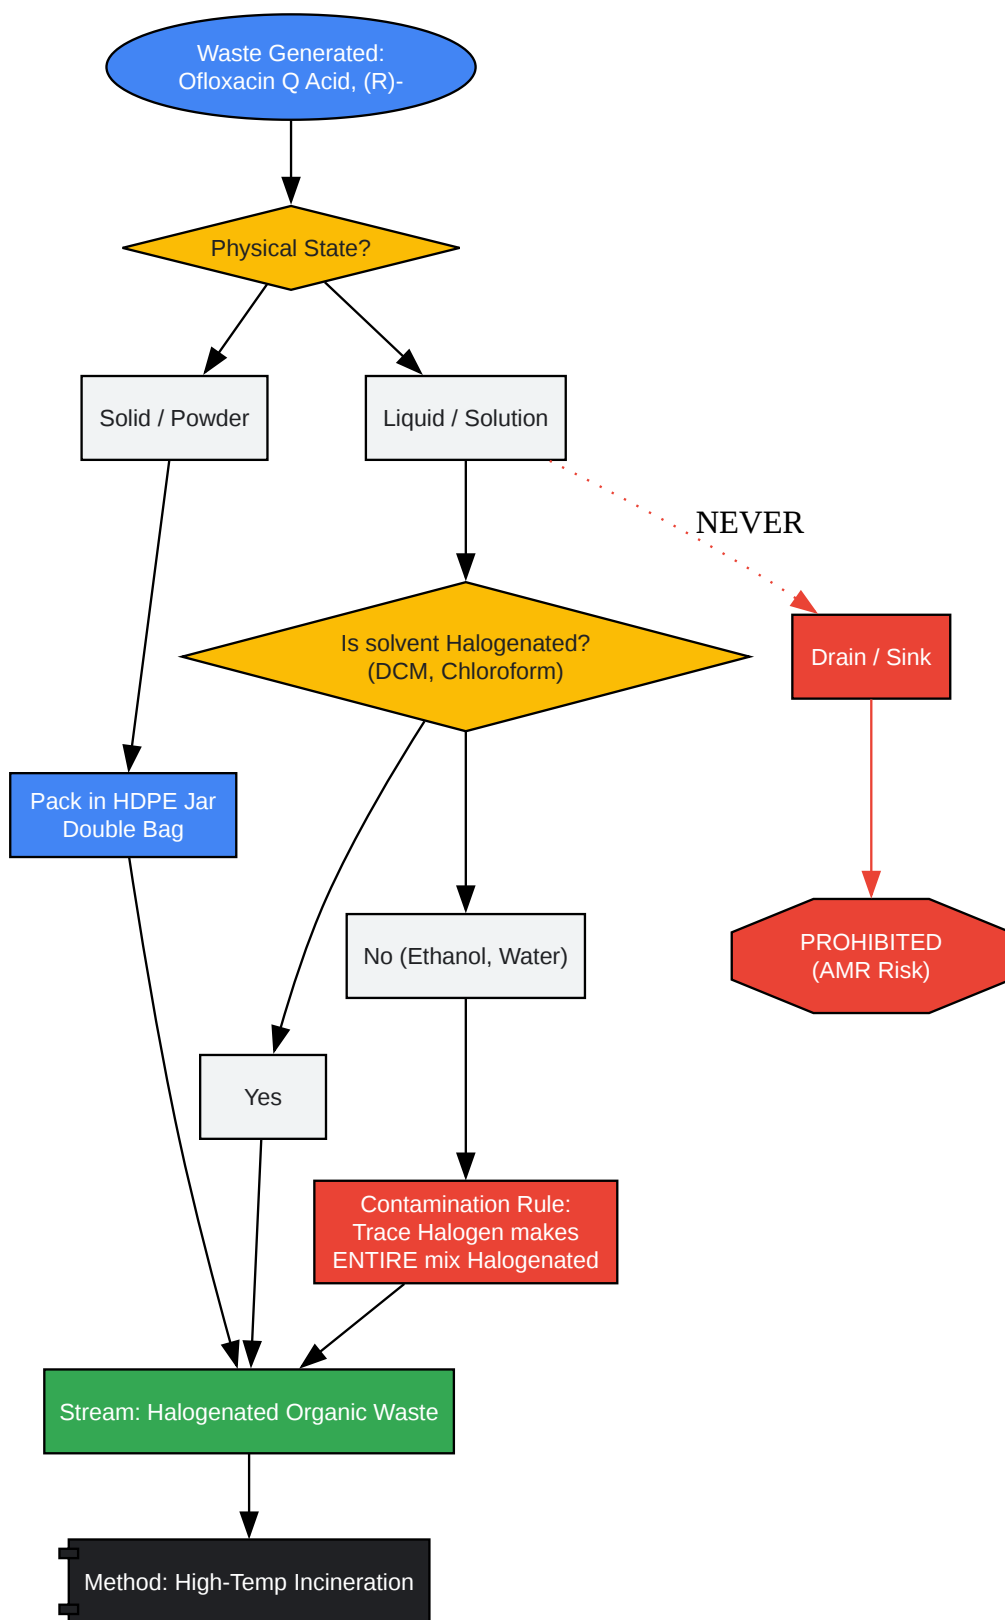 Waste Generated:
Ofloxacin Q Acid, (R)-
Physical State?
Solid / Powder
Liquid / Solution
NEVER
Is solvent Halogenated?
(DCM, Chloroform)
Drain / Sink
Pack in HDPE Jar
Double Bag
No (Ethanol, Water)
PROHIBITED
(AMR Risk)
Yes
Contamination Rule:
Trace Halogen makes
ENTIRE mix Halogenated
Stream: Halogenated Organic Waste
Method: High-Temp Incineration